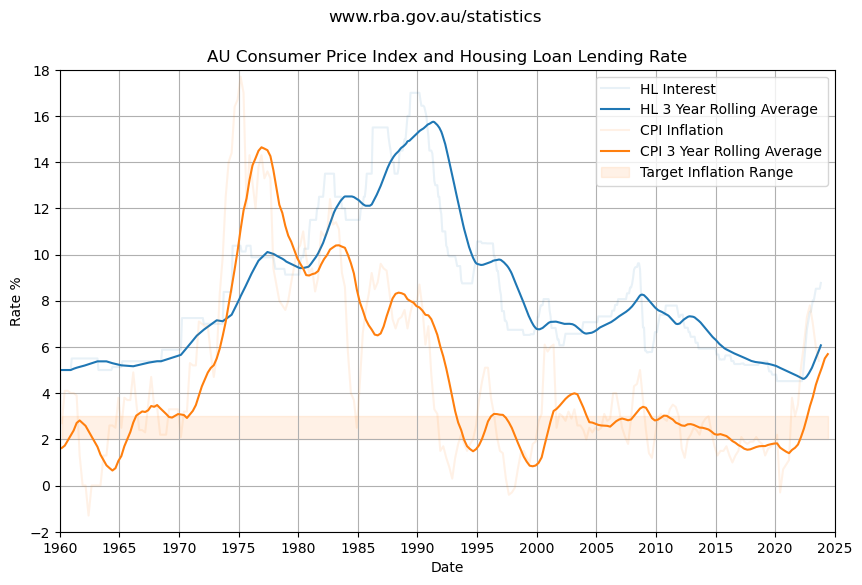 www.rba.gov.au/statistics
AU Consumer Price Index and Housing Loan Lending Rate
HL Interest
HL 3 Year Rolling Average
CPI Inflation
CPI 3 Year Rolling Average
Target Inflation Range
Rate %
18
16
14
12
10
8
6
4
2
0
−2
1960 1965 1970 1975 1980 1985 1990 1995 2000 2005 2010 2015 2020 2025
Date